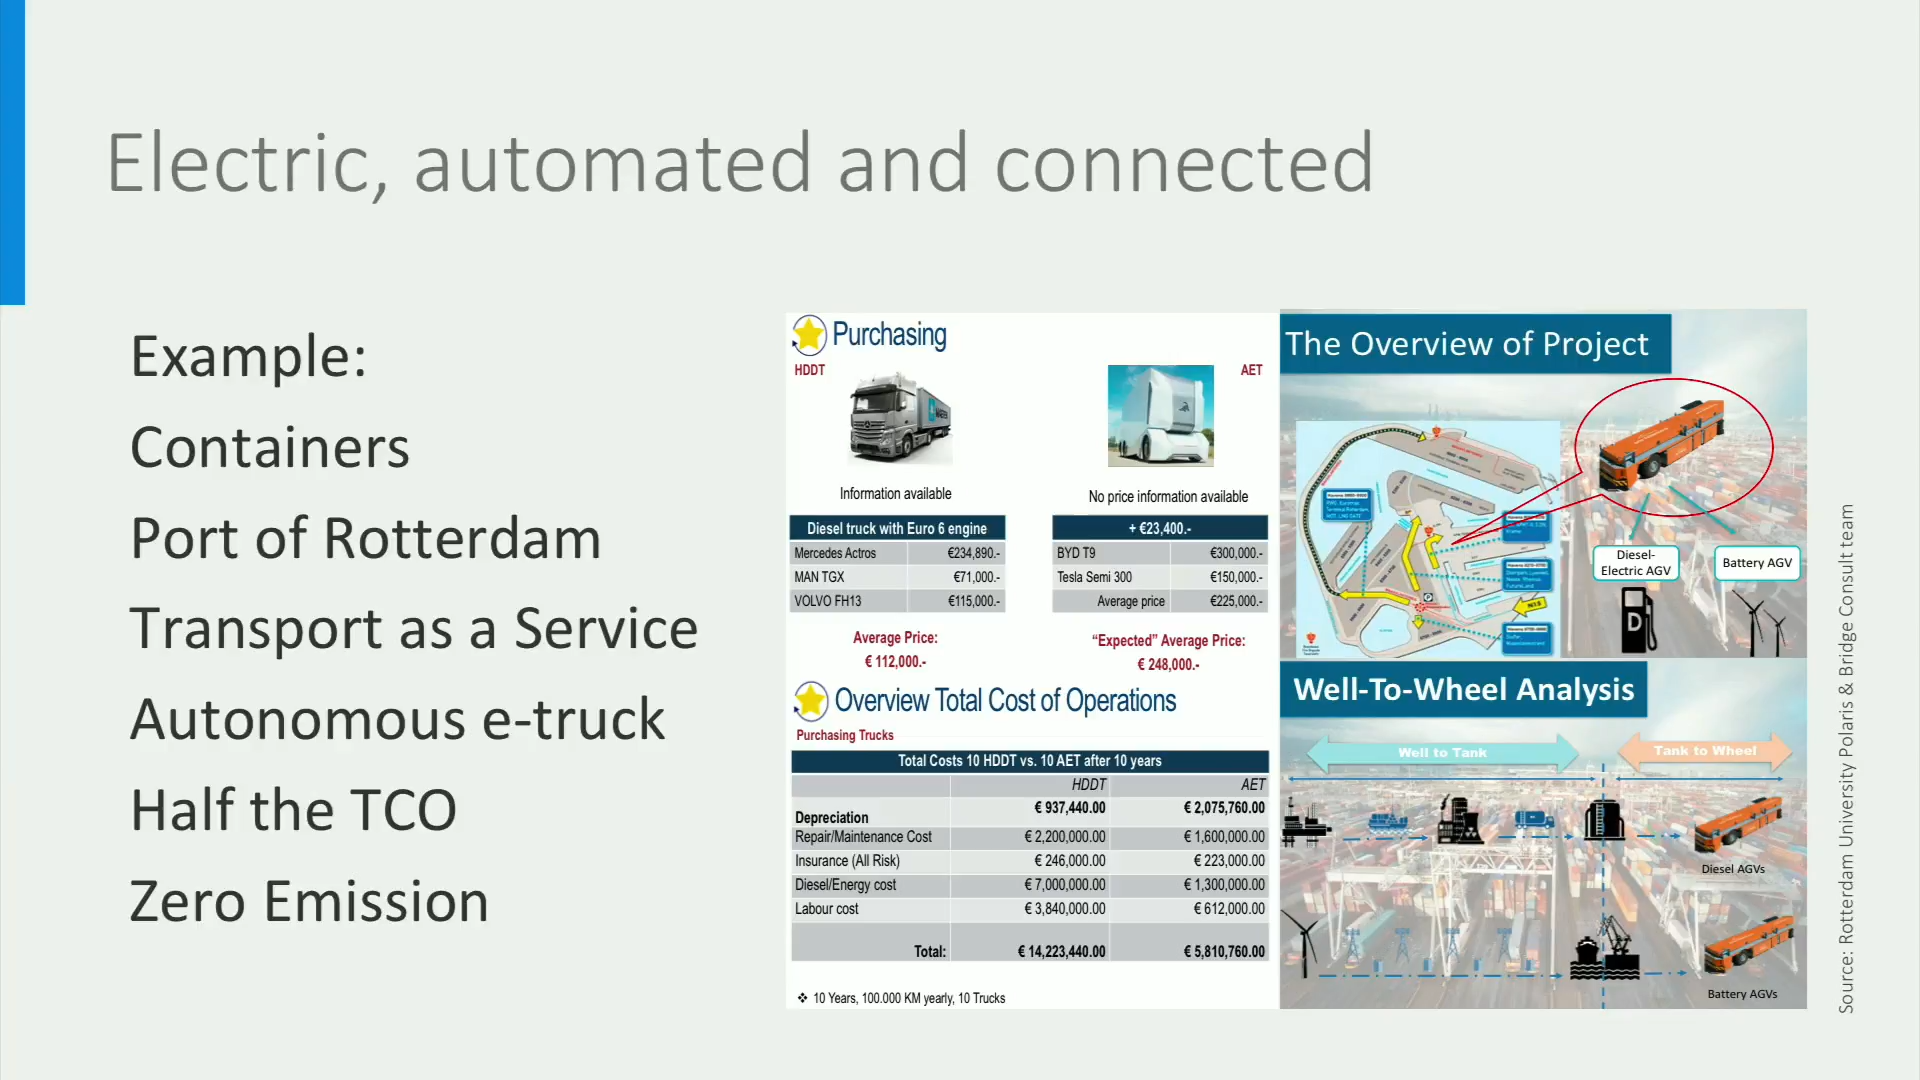 Electric, automated and connected
Example:
Containers
Port of Rotterdam
Transport as a Service
Autonomous e-truck
Half the TCO
Zero Emission
Purchasing
HDDT
AET
Information available
No price information available
Diesel truck with Euro 6 engine
Mercedes Actros €234,890.-
MAN TGX €71,000.-
VOLVO FH13 €115,000.-
+ €23,400.-
BYD T9 €300,000.-
Tesla Semi 300 €150,000.-
Average price €225,000.-
Average Price:
€ 112,000.-
“Expected” Average Price:
€ 248,000.-
Overview Total Cost of Operations
Purchasing Trucks
Total Costs 10 HDDT vs. 10 AET after 10 years
HDDT AET
Depreciation € 937,440.00 € 2,075,760.00
Repair/Maintenance Cost € 2,200,000.00 € 1,600,000.00
Insurance (All Risk) € 246,000.00 € 223,000.00
Diesel/Energy cost € 7,000,000.00 € 1,300,000.00
Labour cost € 3,840,000.00 € 612,000.00
Total: € 14,223,440.00 € 5,810,760.00
❖ 10 Years, 100.000 KM yearly, 10 Trucks
The Overview of Project
Diesel-
Electric AGV
Battery AGV
D
N15
Well-To-Wheel Analysis
Well to Tank
Tank to Wheel
Diesel AGVs
Battery AGVs
Source: Rotterdam University Polaris & Bridge Consult team